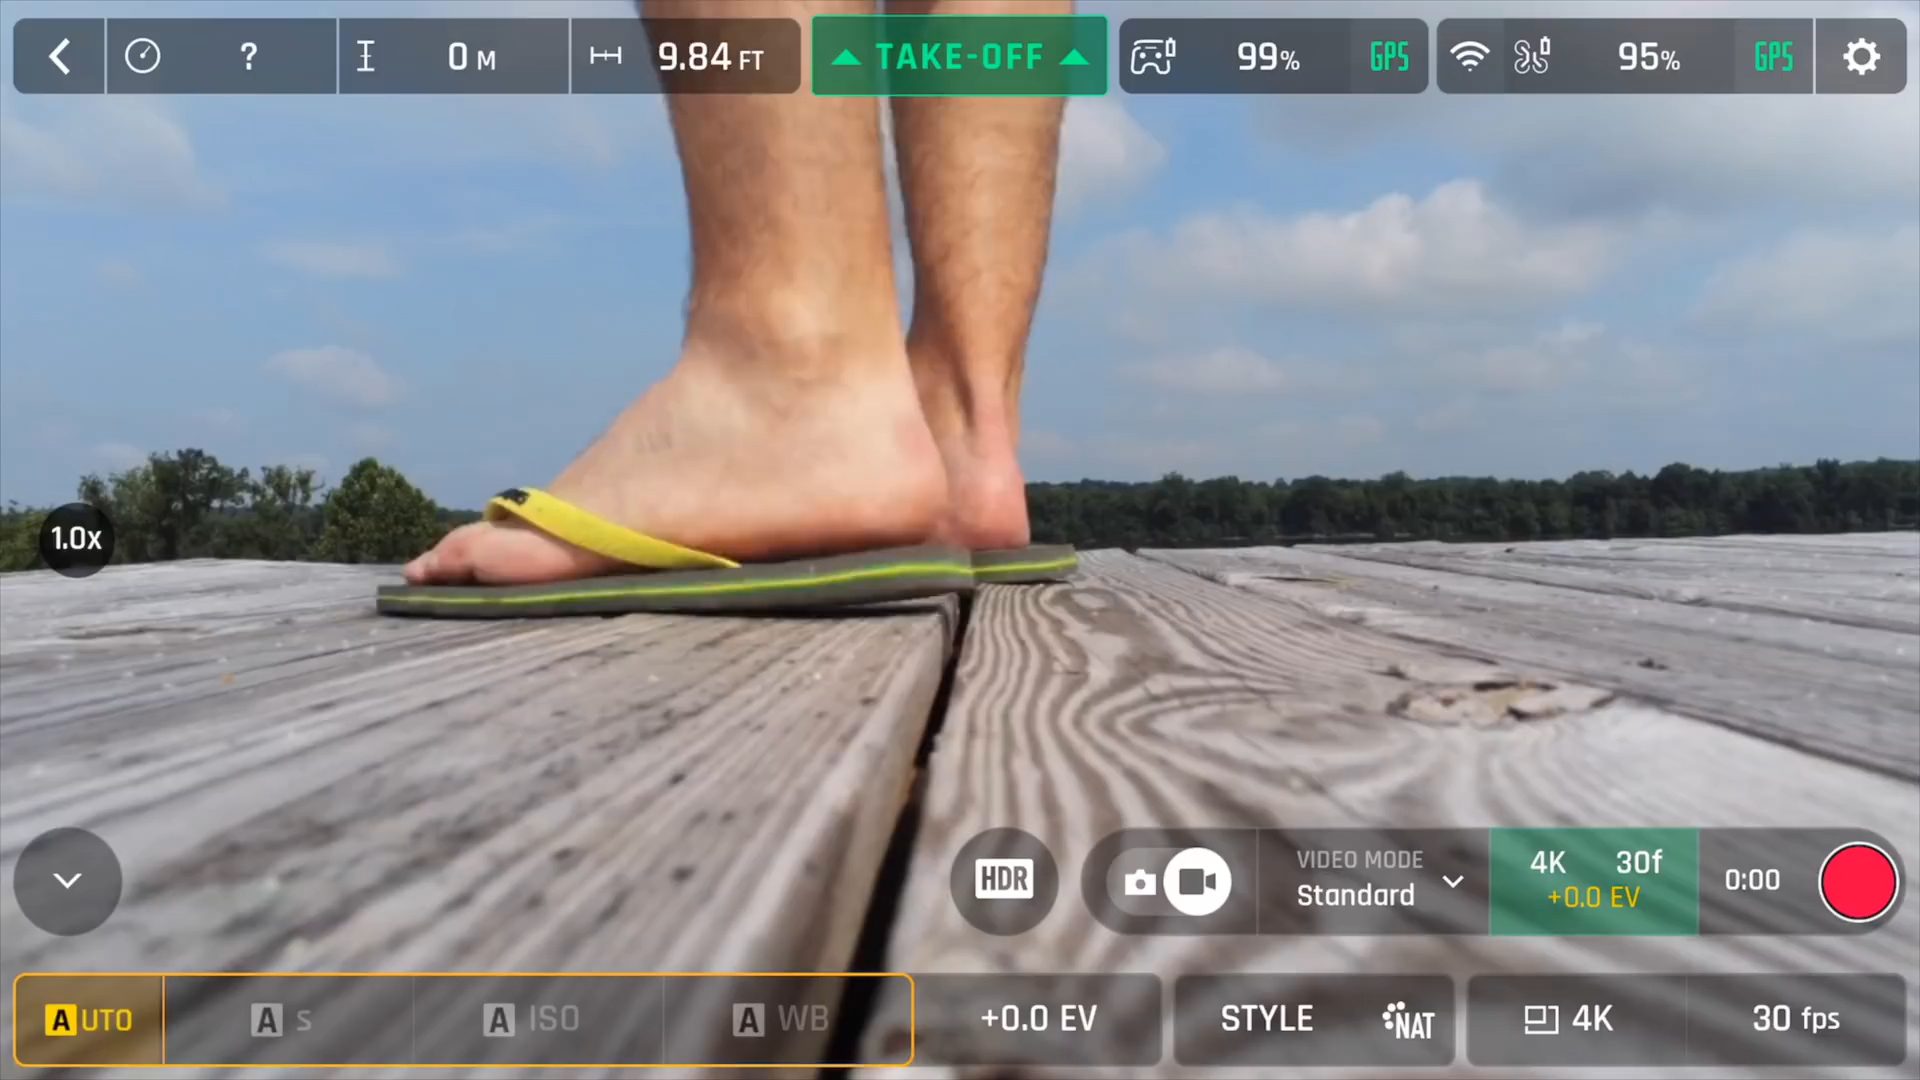 ?
0 M
9.84 FT
TAKE-OFF
99%
GPS
95%
GPS
1.0x
HDR
VIDEO MODE
Standard
4K 30f
+0.0 EV
0:00
AUTO
A S
A ISO
A WB
+0.0 EV
STYLE
NAT
4K
30 fps